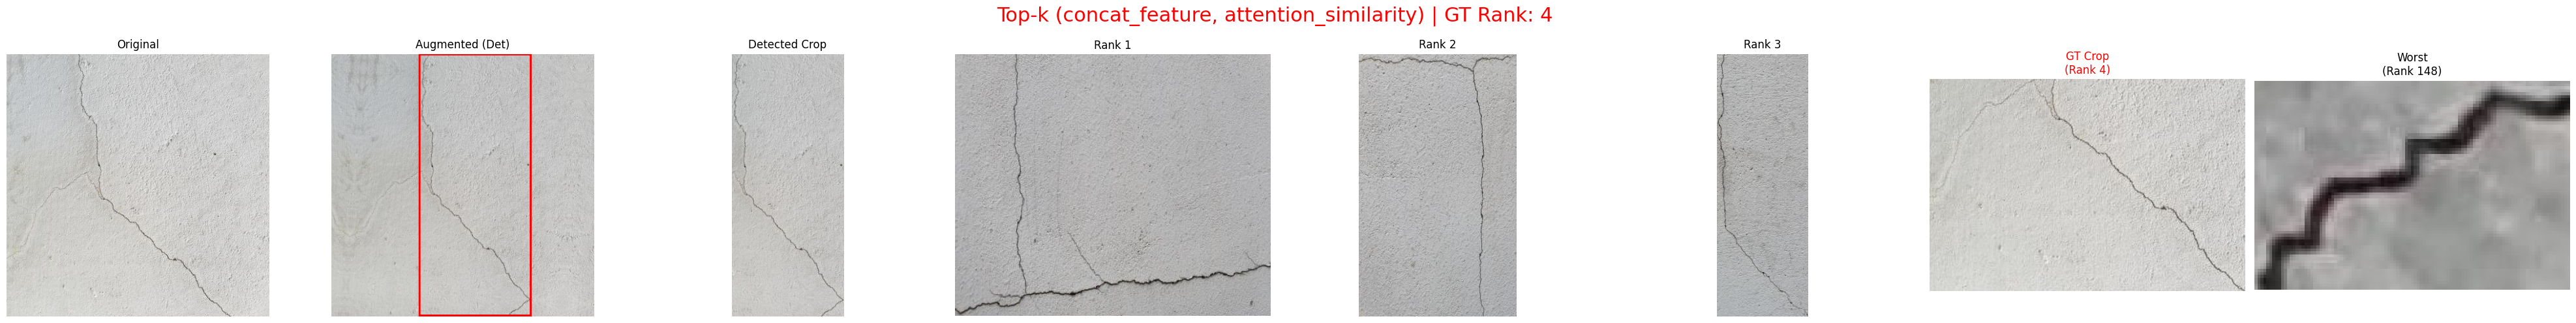 Top-k (concat_feature, attention_similarity) | GT Rank: 4
Original
Augmented (Det)
Detected Crop
Rank 1
Rank 2
Rank 3
GT Crop
(Rank 4)
Worst
(Rank 148)